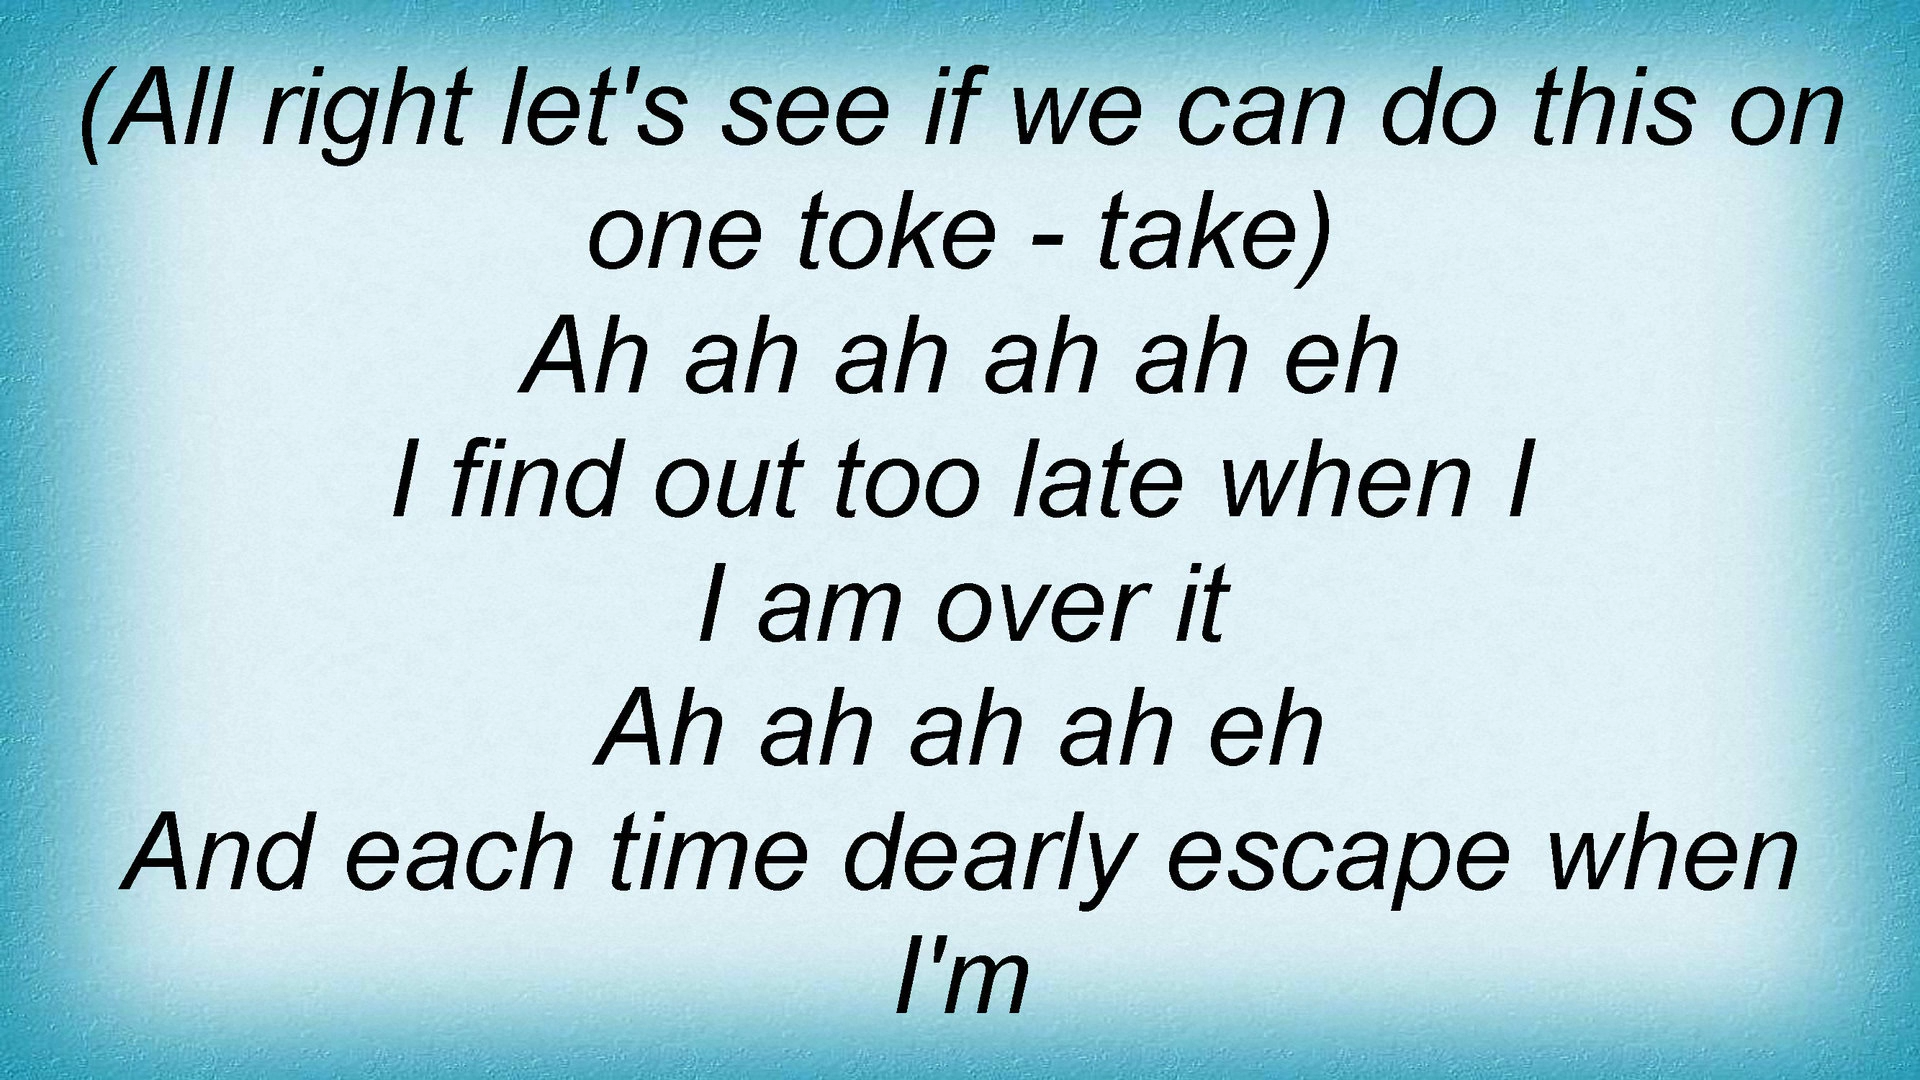 (All right let's see if we can do this on
one toke - take)
Ah ah ah ah ah eh
I find out too late when I
I am over it
Ah ah ah ah eh
And each time dearly escape when
I'm